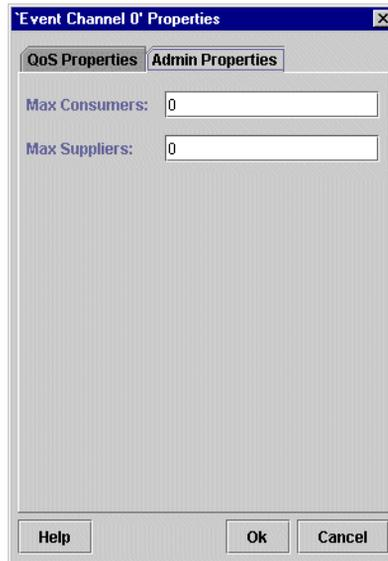 `Event Channel 0' Properties
QoS Properties Admin Properties
Max Consumers: 0
Max Suppliers: 0
Help Ok Cancel